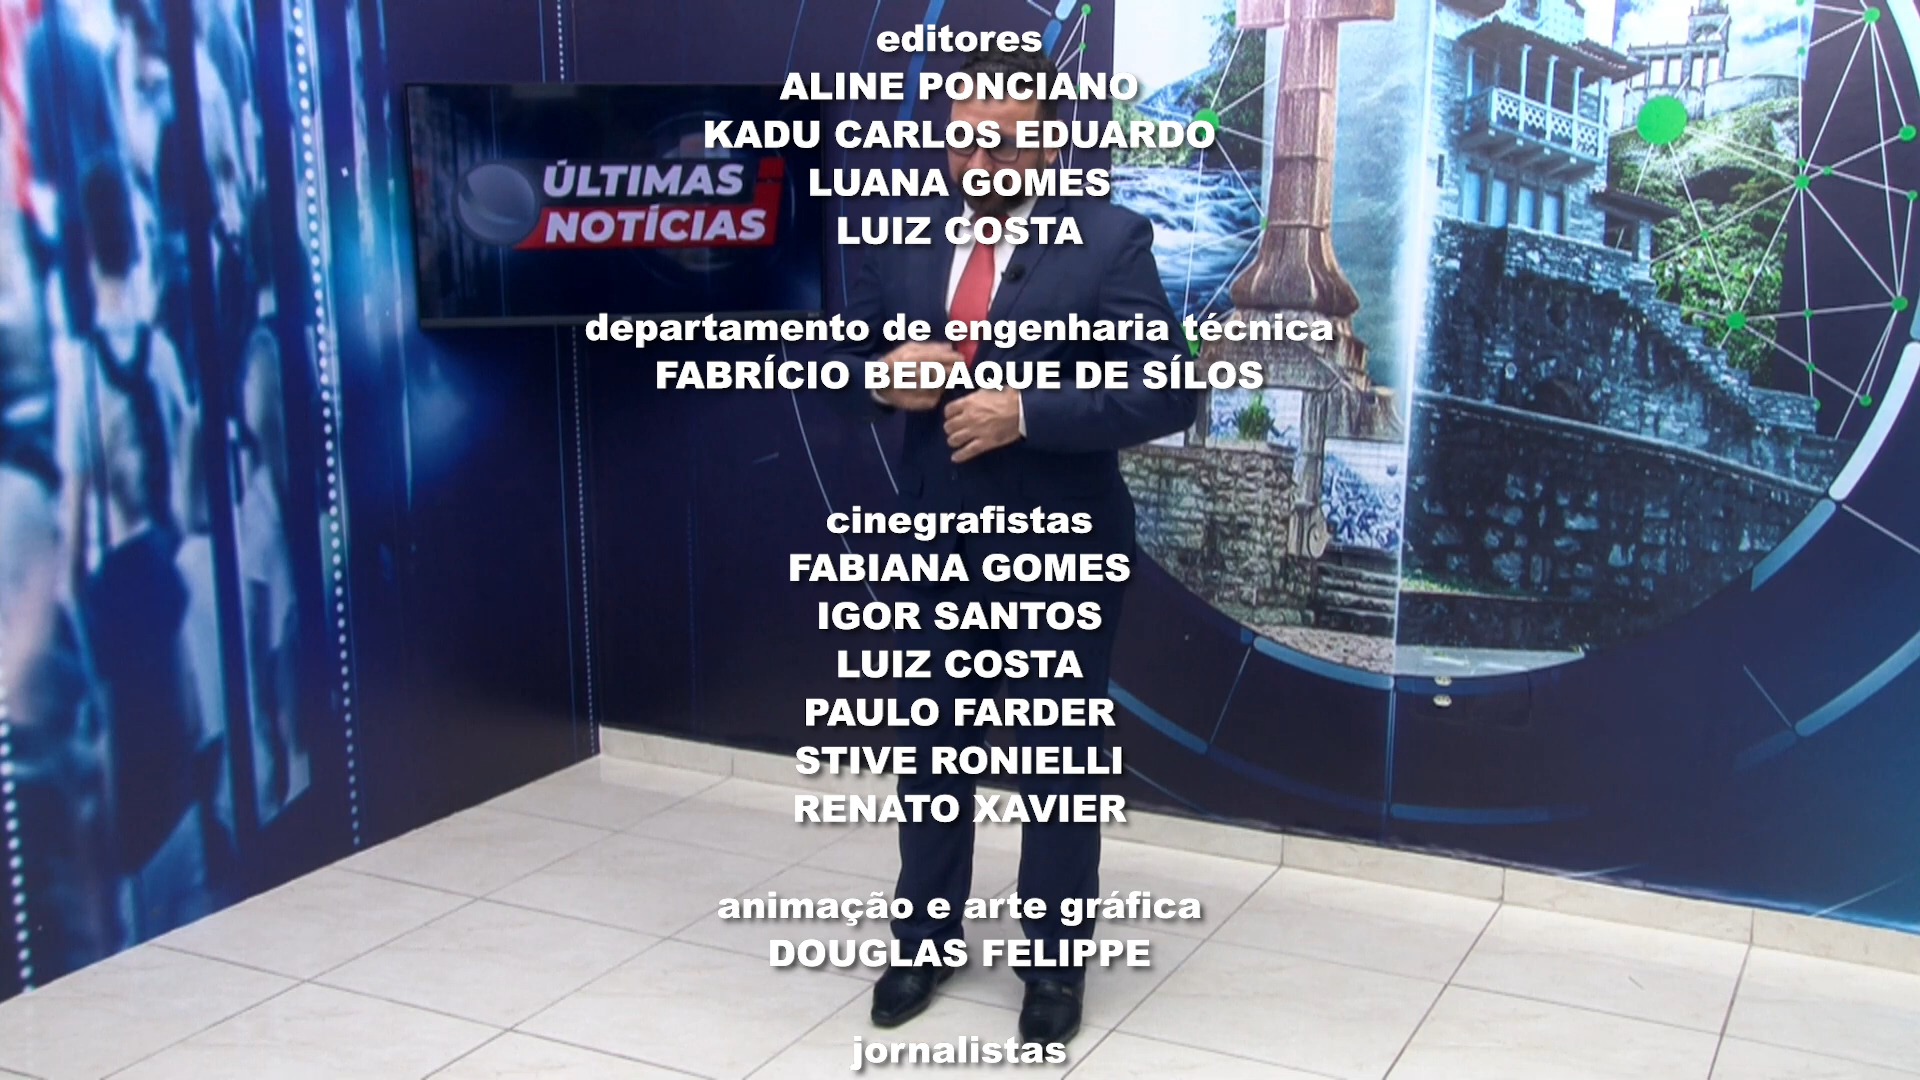 editores
ALINE PONCIANO
KADU CARLOS EDUARDO
LUANA GOMES
LUIZ COSTA
ÚLTIMAS
NOTÍCIAS
departamento de engenharia técnica
FABRÍCIO BEDAQUE DE SÍLOS
cinegrafistas
FABIANA GOMES
IGOR SANTOS
LUIZ COSTA
PAULO FARDER
STIVE RONIELLI
RENATO XAVIER
animação e arte gráfica
DOUGLAS FELIPPE
jornalistas